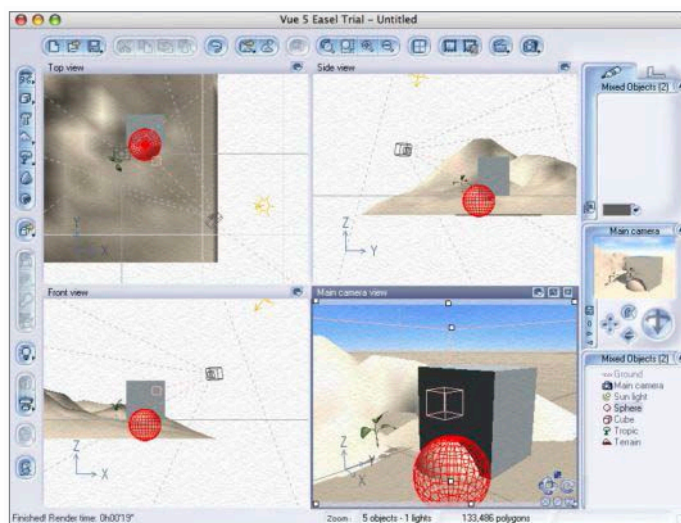 Vue 5 Easel Trial – Untitled
Top view
Side view
Mixed Objects (2)
Y
X
Z
Y
Main camera
Front view
Main camera view
Mixed Objects (2)
Ground
Main camera
Sun light
Sphere
Cube
Tropic
Terrain
Z
X
Z
Y
X
Finished! Render time: 0h00'19"
Zoom :
5 objects - 1 lights
133,486 polygons